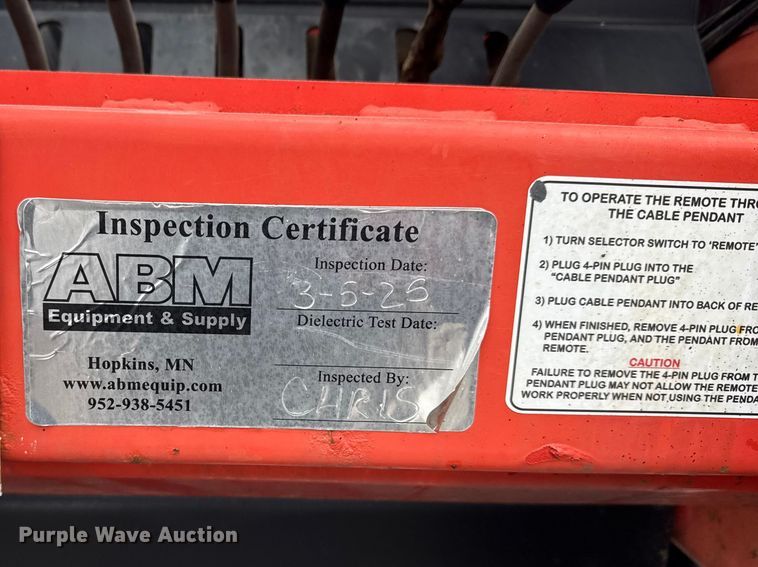 Inspection Certificate
ABM
Equipment & Supply
Hopkins, MN
www.abmequip.com
952-938-5451
Inspection Date:
3-5-25
Dielectric Test Date:
Inspected By:
CHRIS
TO OPERATE THE REMOTE THRO
THE CABLE PENDANT
1) TURN SELECTOR SWITCH TO 'REMOTE'
2) PLUG 4-PIN PLUG INTO THE
"CABLE PENDANT PLUG"
3) PLUG CABLE PENDANT INTO BACK OF RE
4) WHEN FINISHED, REMOVE 4-PIN PLUG FRO
PENDANT PLUG, AND THE PENDANT FROM
REMOTE.
CAUTION
FAILURE TO REMOVE THE 4-PIN PLUG FROM T
PENDANT PLUG MAY NOT ALLOW THE REMOTE
WORK PROPERLY WHEN NOT USING THE PENDA
Purple Wave Auction